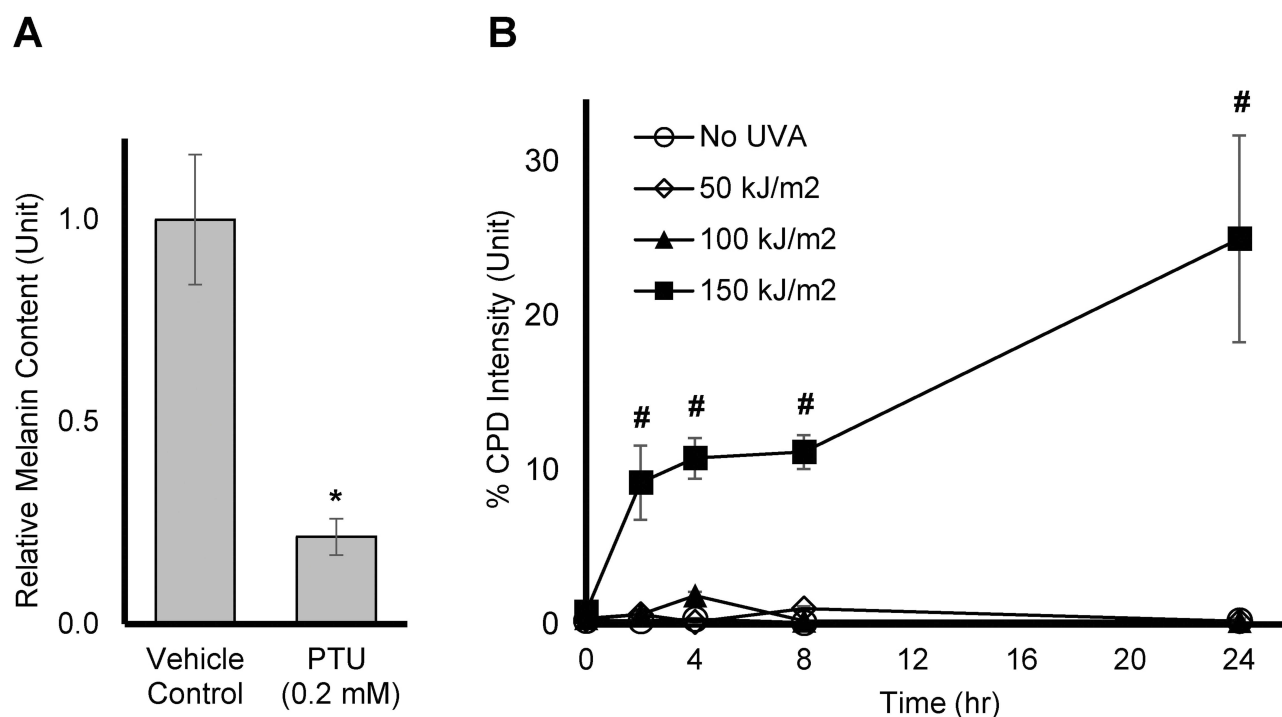 A
Relative Melanin Content (Unit)
1.0
0.5
0.0
*
Vehicle
Control
PTU
(0.2 mM)
B
% CPD Intensity (Unit)
30
20
10
0
No UVA
50 kJ/m2
100 kJ/m2
150 kJ/m2
#
#
#
#
0
4
8
12
16
20
24
Time (hr)